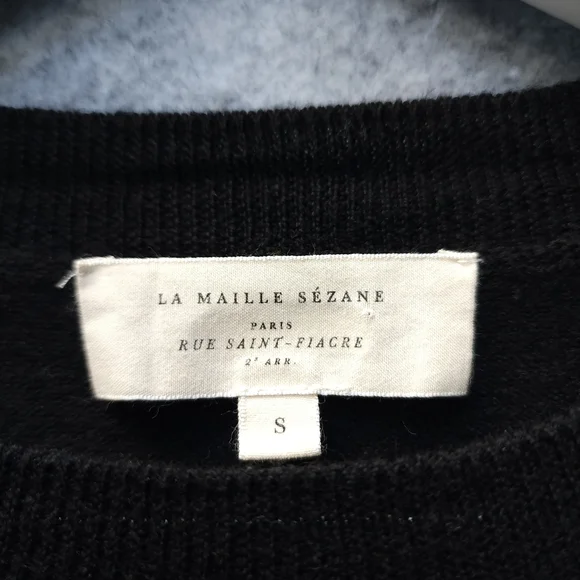 LA MAILLE SÉZANE
PARIS
RUE SAINT-FIACRE
2ᵉ ARR.
S